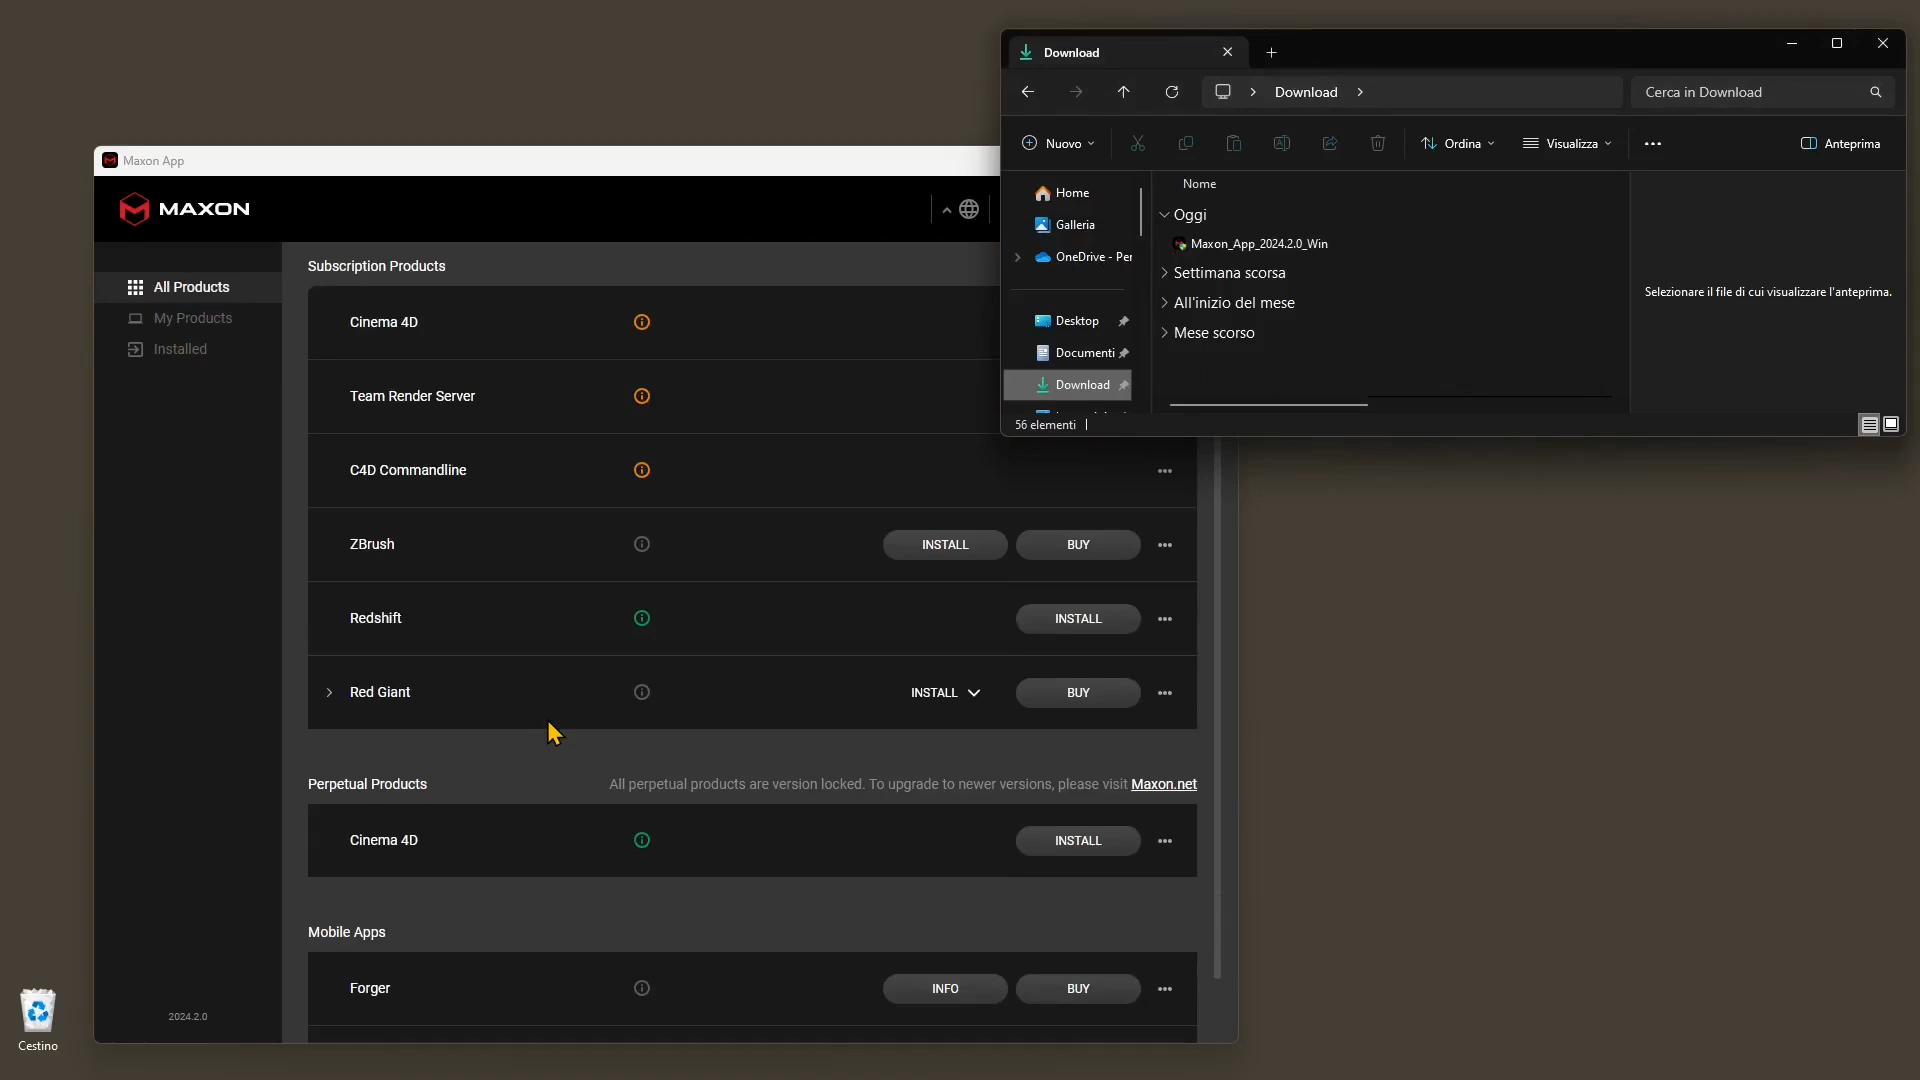 Download
Download
Cerca in Download
Nuovo
Ordina
Visualizza
Anteprima
Home
Galleria
OneDrive - Per
Desktop
Documenti
Download
Nome
Oggi
Maxon_App_2024.2.0_Win
Settimana scorsa
All'inizio del mese
Mese scorso
Selezionare il file di cui visualizzare l'anteprima.
56 elementi
Maxon App
MAXON
All Products
My Products
Installed
2024.2.0
Subscription Products
Cinema 4D
Team Render Server
C4D Commandline
ZBrush INSTALL BUY
Redshift INSTALL
Red Giant INSTALL BUY
Perpetual Products All perpetual products are version locked. To upgrade to newer versions, please visit Maxon.net
Cinema 4D INSTALL
Mobile Apps
Forger INFO BUY
Cestino